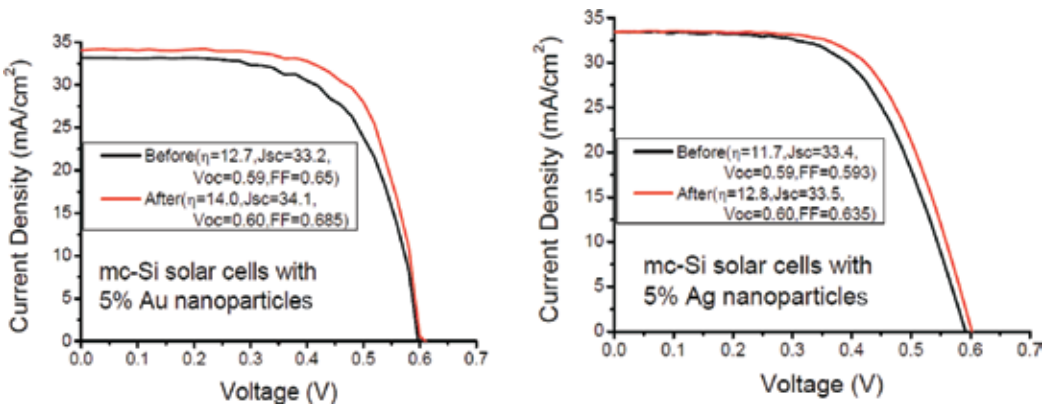 35
30
25
20
15
10
5
0
Current Density (mA/cm²)
Before(η=12.7,Jsc=33.2,
Voc=0.59,FF=0.65)
After(η=14.0,Jsc=34.1,
Voc=0.60,FF=0.685)
mc-Si solar cells with
5% Au nanoparticles
0.0 0.1 0.2 0.3 0.4 0.5 0.6 0.7
Voltage (V)
35
30
25
20
15
10
5
0
Current Density (mA/cm²)
Before(η=11.7,Jsc=33.4,
Voc=0.59,FF=0.593)
After(η=12.8,Jsc=33.5,
Voc=0.60,FF=0.635)
mc-Si solar cells with
5% Ag nanoparticles
0.0 0.1 0.2 0.3 0.4 0.5 0.6 0.7
Voltage (V)